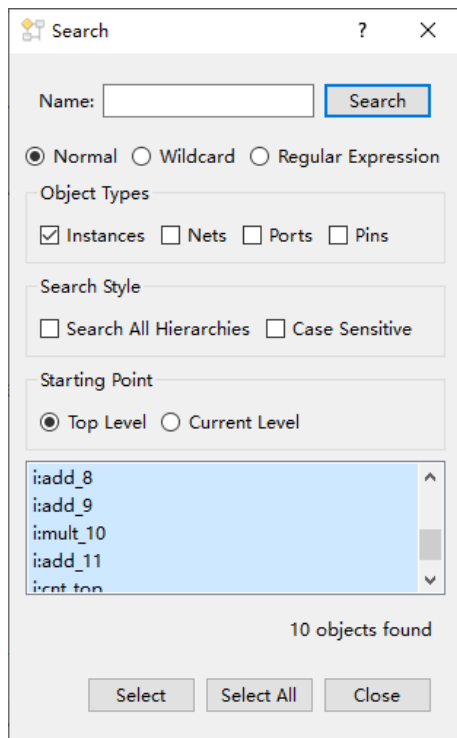 Search
?
Name:
Search
Normal Wildcard Regular Expression
Object Types
Instances Nets Ports Pins
Search Style
Search All Hierarchies Case Sensitive
Starting Point
Top Level Current Level
i:add_8
i:add_9
i:mult_10
i:add_11
i:cnt_top
10 objects found
Select Select All Close